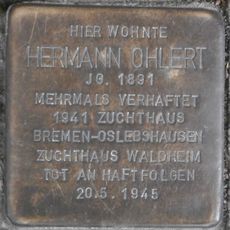 HIER WOHNTE
HERMANN OHLERT
JG. 1891
MEHRMALS VERHAFTET
1941 ZUCHTHAUS
BREMEN-OSLEBSHAUSEN
ZUCHTHAUS WALDHEIM
TOT AN HAFTFOLGEN
20.5.1945